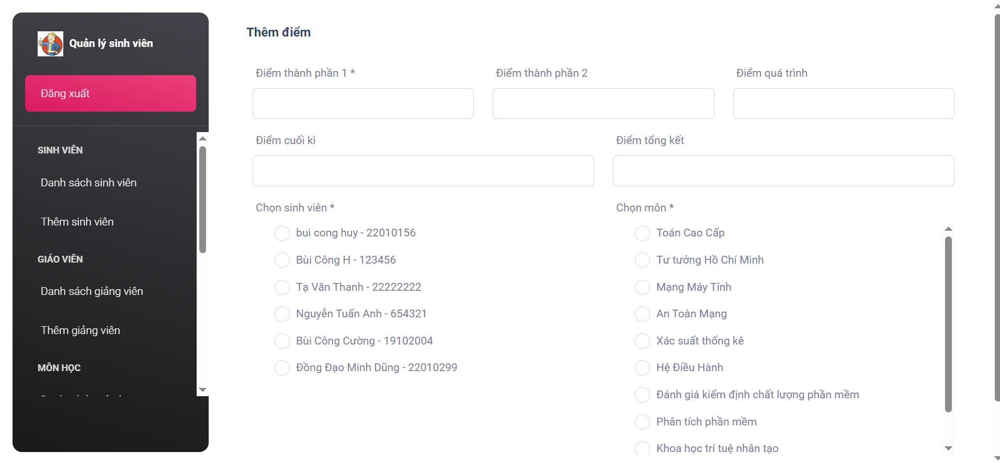 Quản lý sinh viên
Đăng xuất
SINH VIÊN
Danh sách sinh viên
Thêm sinh viên
GIÁO VIÊN
Danh sách giảng viên
Thêm giảng viên
MÔN HỌC
Thêm điểm
Điểm thành phần 1 *
Điểm thành phần 2
Điểm quá trình
Điểm cuối kì
Điểm tổng kết
Chọn sinh viên *
bui cong huy - 22010156
Bùi Công H - 123456
Tạ Văn Thanh - 22222222
Nguyễn Tuấn Anh - 654321
Bùi Công Cường - 19102004
Đồng Đạo Minh Dũng - 22010299
Chọn môn *
Toán Cao Cấp
Tư tưởng Hồ Chí Minh
Mạng Máy Tính
An Toàn Mạng
Xác suất thống kê
Hệ Điều Hành
Đánh giá kiểm định chất lượng phần mềm
Phân tích phần mềm
Khoa học trí tuệ nhân tạo